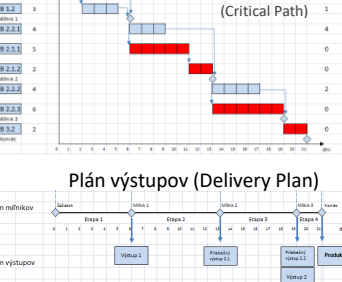 B 1.2 3 1
(Critical Path)
Míľnik 1
B 2.2.1 4 4
B 2.1.1 5 0
B 2.1.2 2 0
Míľnik 2
B 2.2.2 4 2
B 2.2.3 6 0
Míľnik 3
B 3.2 2 0
Koniec
0 1 2 3 4 5 6 7 8 9 10 11 12 13 14 15 16 17 18 19 20 21 dni
Plán výstupov (Delivery Plan)
n míľnikov Začiatok Míľnik 1 Míľnik 2 Míľnik 3 Koniec
Etapa 1 Etapa 2 Etapa 3 Etapa 4
0 1 2 3 4 5 6 7 8 9 10 11 12 13 14 15 16 17 18 19 20 21 d
n výstupov Výstup 1 Priebežný výstup 2.1 Priebežný výstup 2.2 Produk
Výstup 2